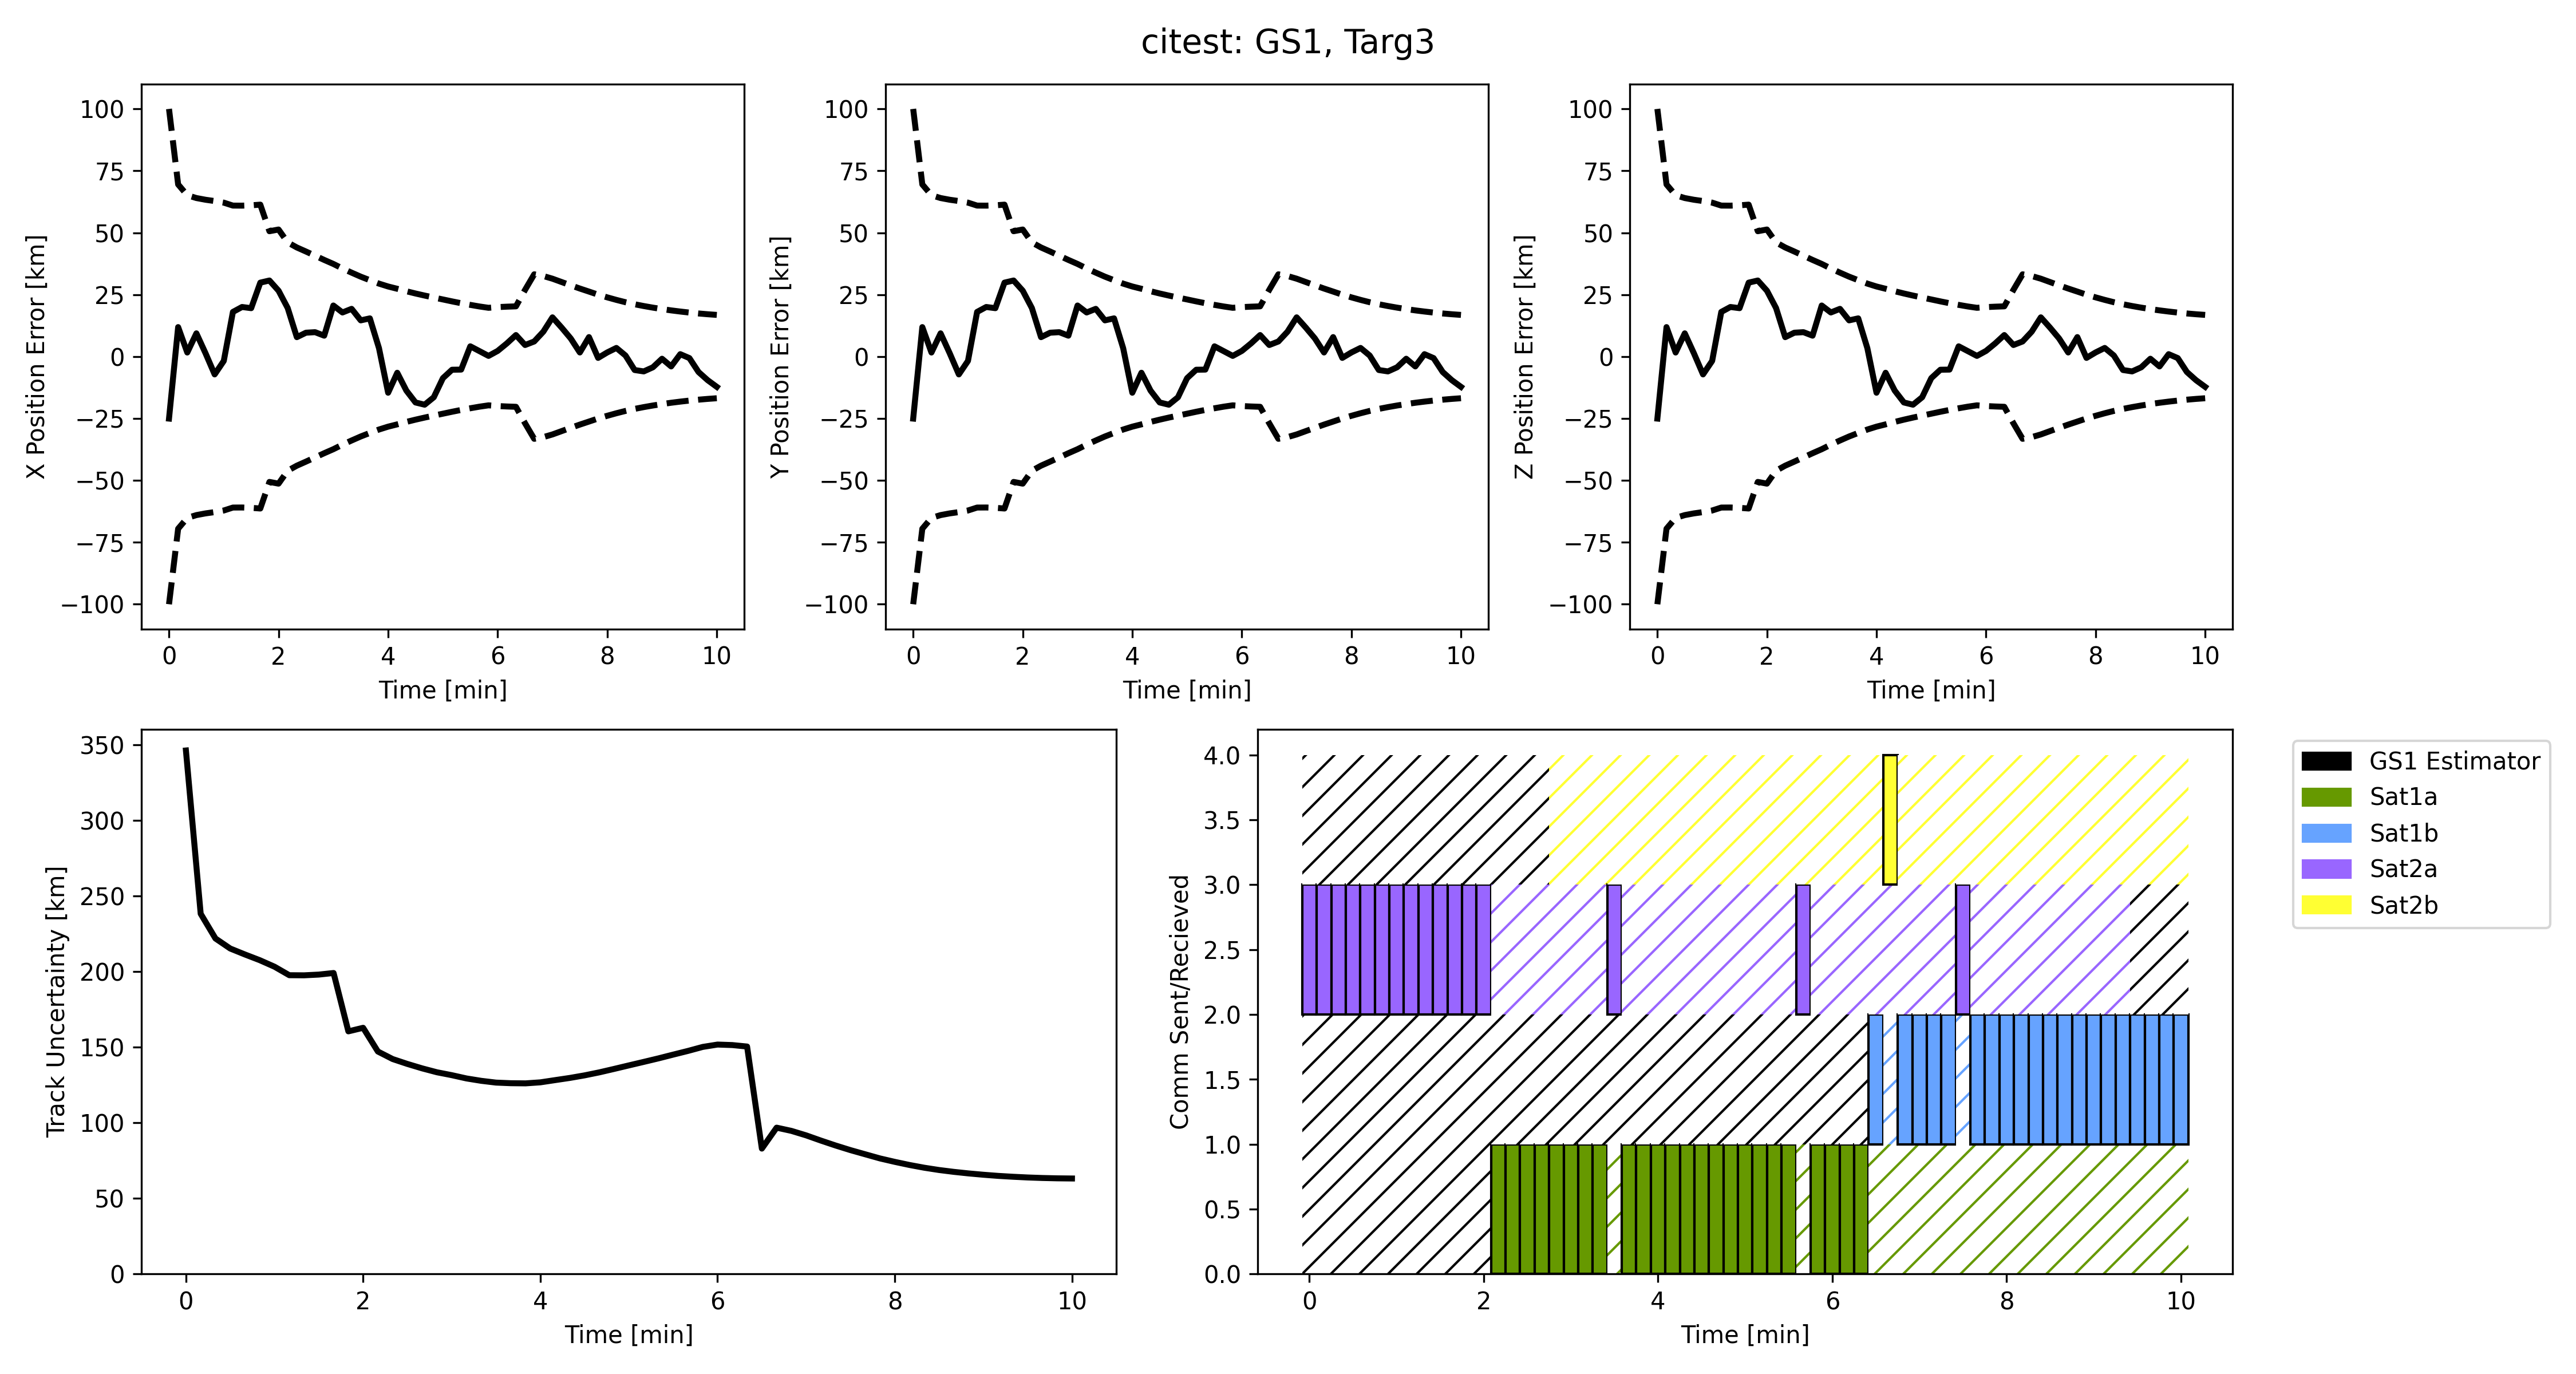 citest: GS1, Targ3
X Position Error [km]
100
75
50
25
0
−25
−50
−75
−100
0 2 4 6 8 10
Time [min]
Y Position Error [km]
100
75
50
25
0
−25
−50
−75
−100
0 2 4 6 8 10
Time [min]
Z Position Error [km]
100
75
50
25
0
−25
−50
−75
−100
0 2 4 6 8 10
Time [min]
Track Uncertainty [km]
350
300
250
200
150
100
50
0
0 2 4 6 8 10
Time [min]
Comm Sent/Recieved
4.0
3.5
3.0
2.5
2.0
1.5
1.0
0.5
0.0
0 2 4 6 8 10
Time [min]
GS1 Estimator
Sat1a
Sat1b
Sat2a
Sat2b